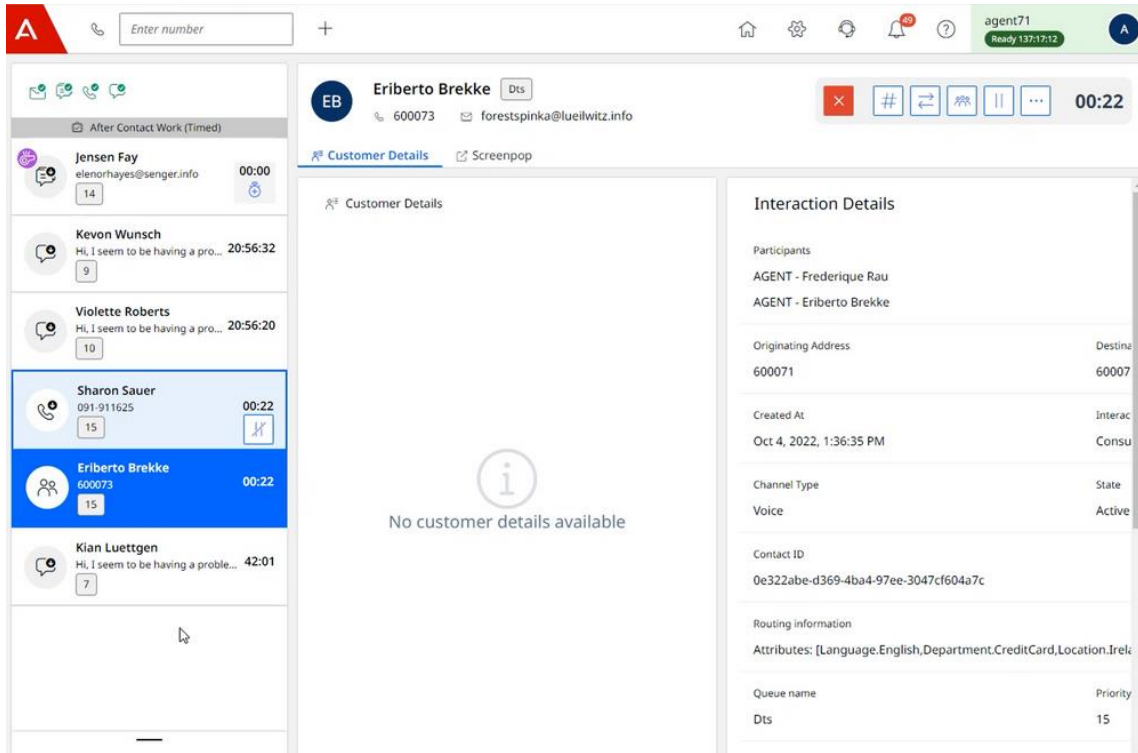 Enter number
49
agent71
Ready 137:17:12
A
After Contact Work (Timed)
Jensen Fay
elenorhayes@senger.info
00:00
14
Kevon Wunsch
Hi, I seem to be having a pro... 20:56:32
9
Violette Roberts
Hi, I seem to be having a pro... 20:56:20
10
Sharon Sauer
091-911625
00:22
15
Eriberto Brekke
600073
00:22
15
Kian Luettgen
Hi, I seem to be having a proble... 42:01
7
EB
Eriberto Brekke Dts
600073 forestspinka@lueilwitz.info
00:22
Customer Details Screenpop
Customer Details
No customer details available
Interaction Details
Participants
AGENT - Frederique Rau
AGENT - Eriberto Brekke
Originating Address Destina
600071 60007
Created At Interac
Oct 4, 2022, 1:36:35 PM Consu
Channel Type State
Voice Active
Contact ID
0e322abe-d369-4ba4-97ee-3047cf604a7c
Routing information
Attributes: [Language.English,Department.CreditCard,Location.Irela
Queue name Priority
Dts 15